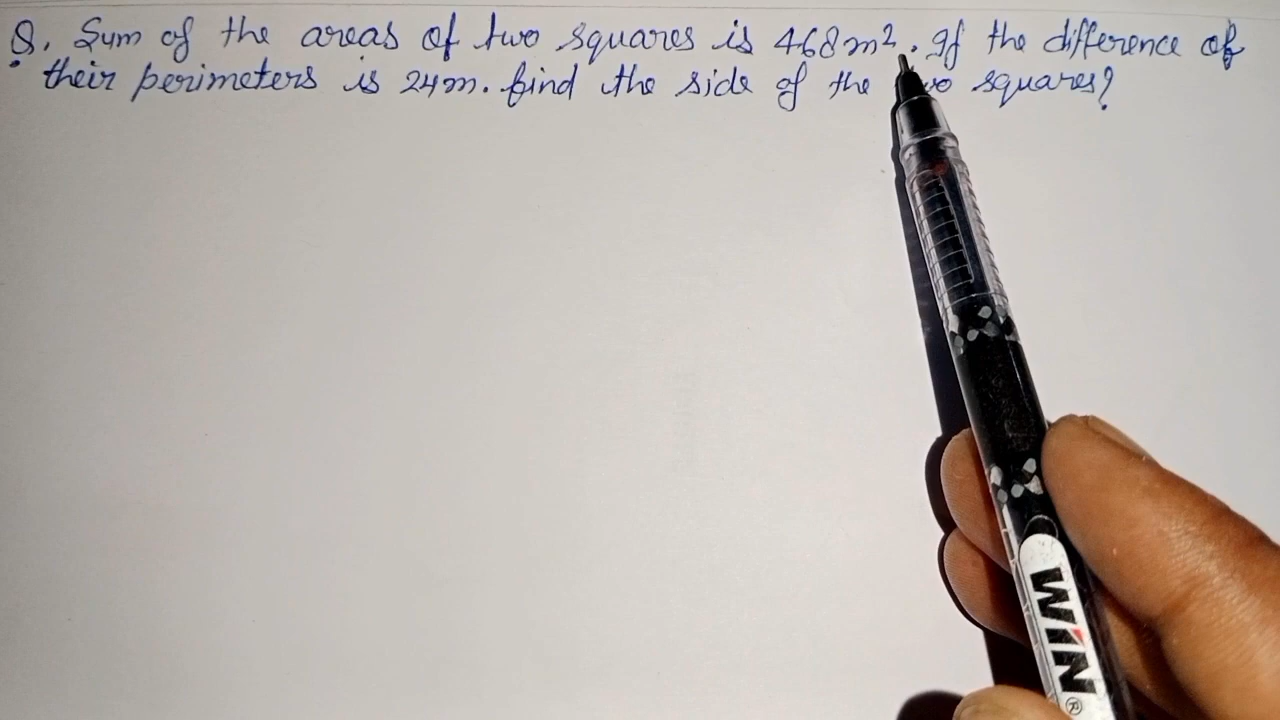 Q. Sum of the areas of two squares is 468m². If the difference of
their perimeters is 24m. find the side of the two squares?
WIN®